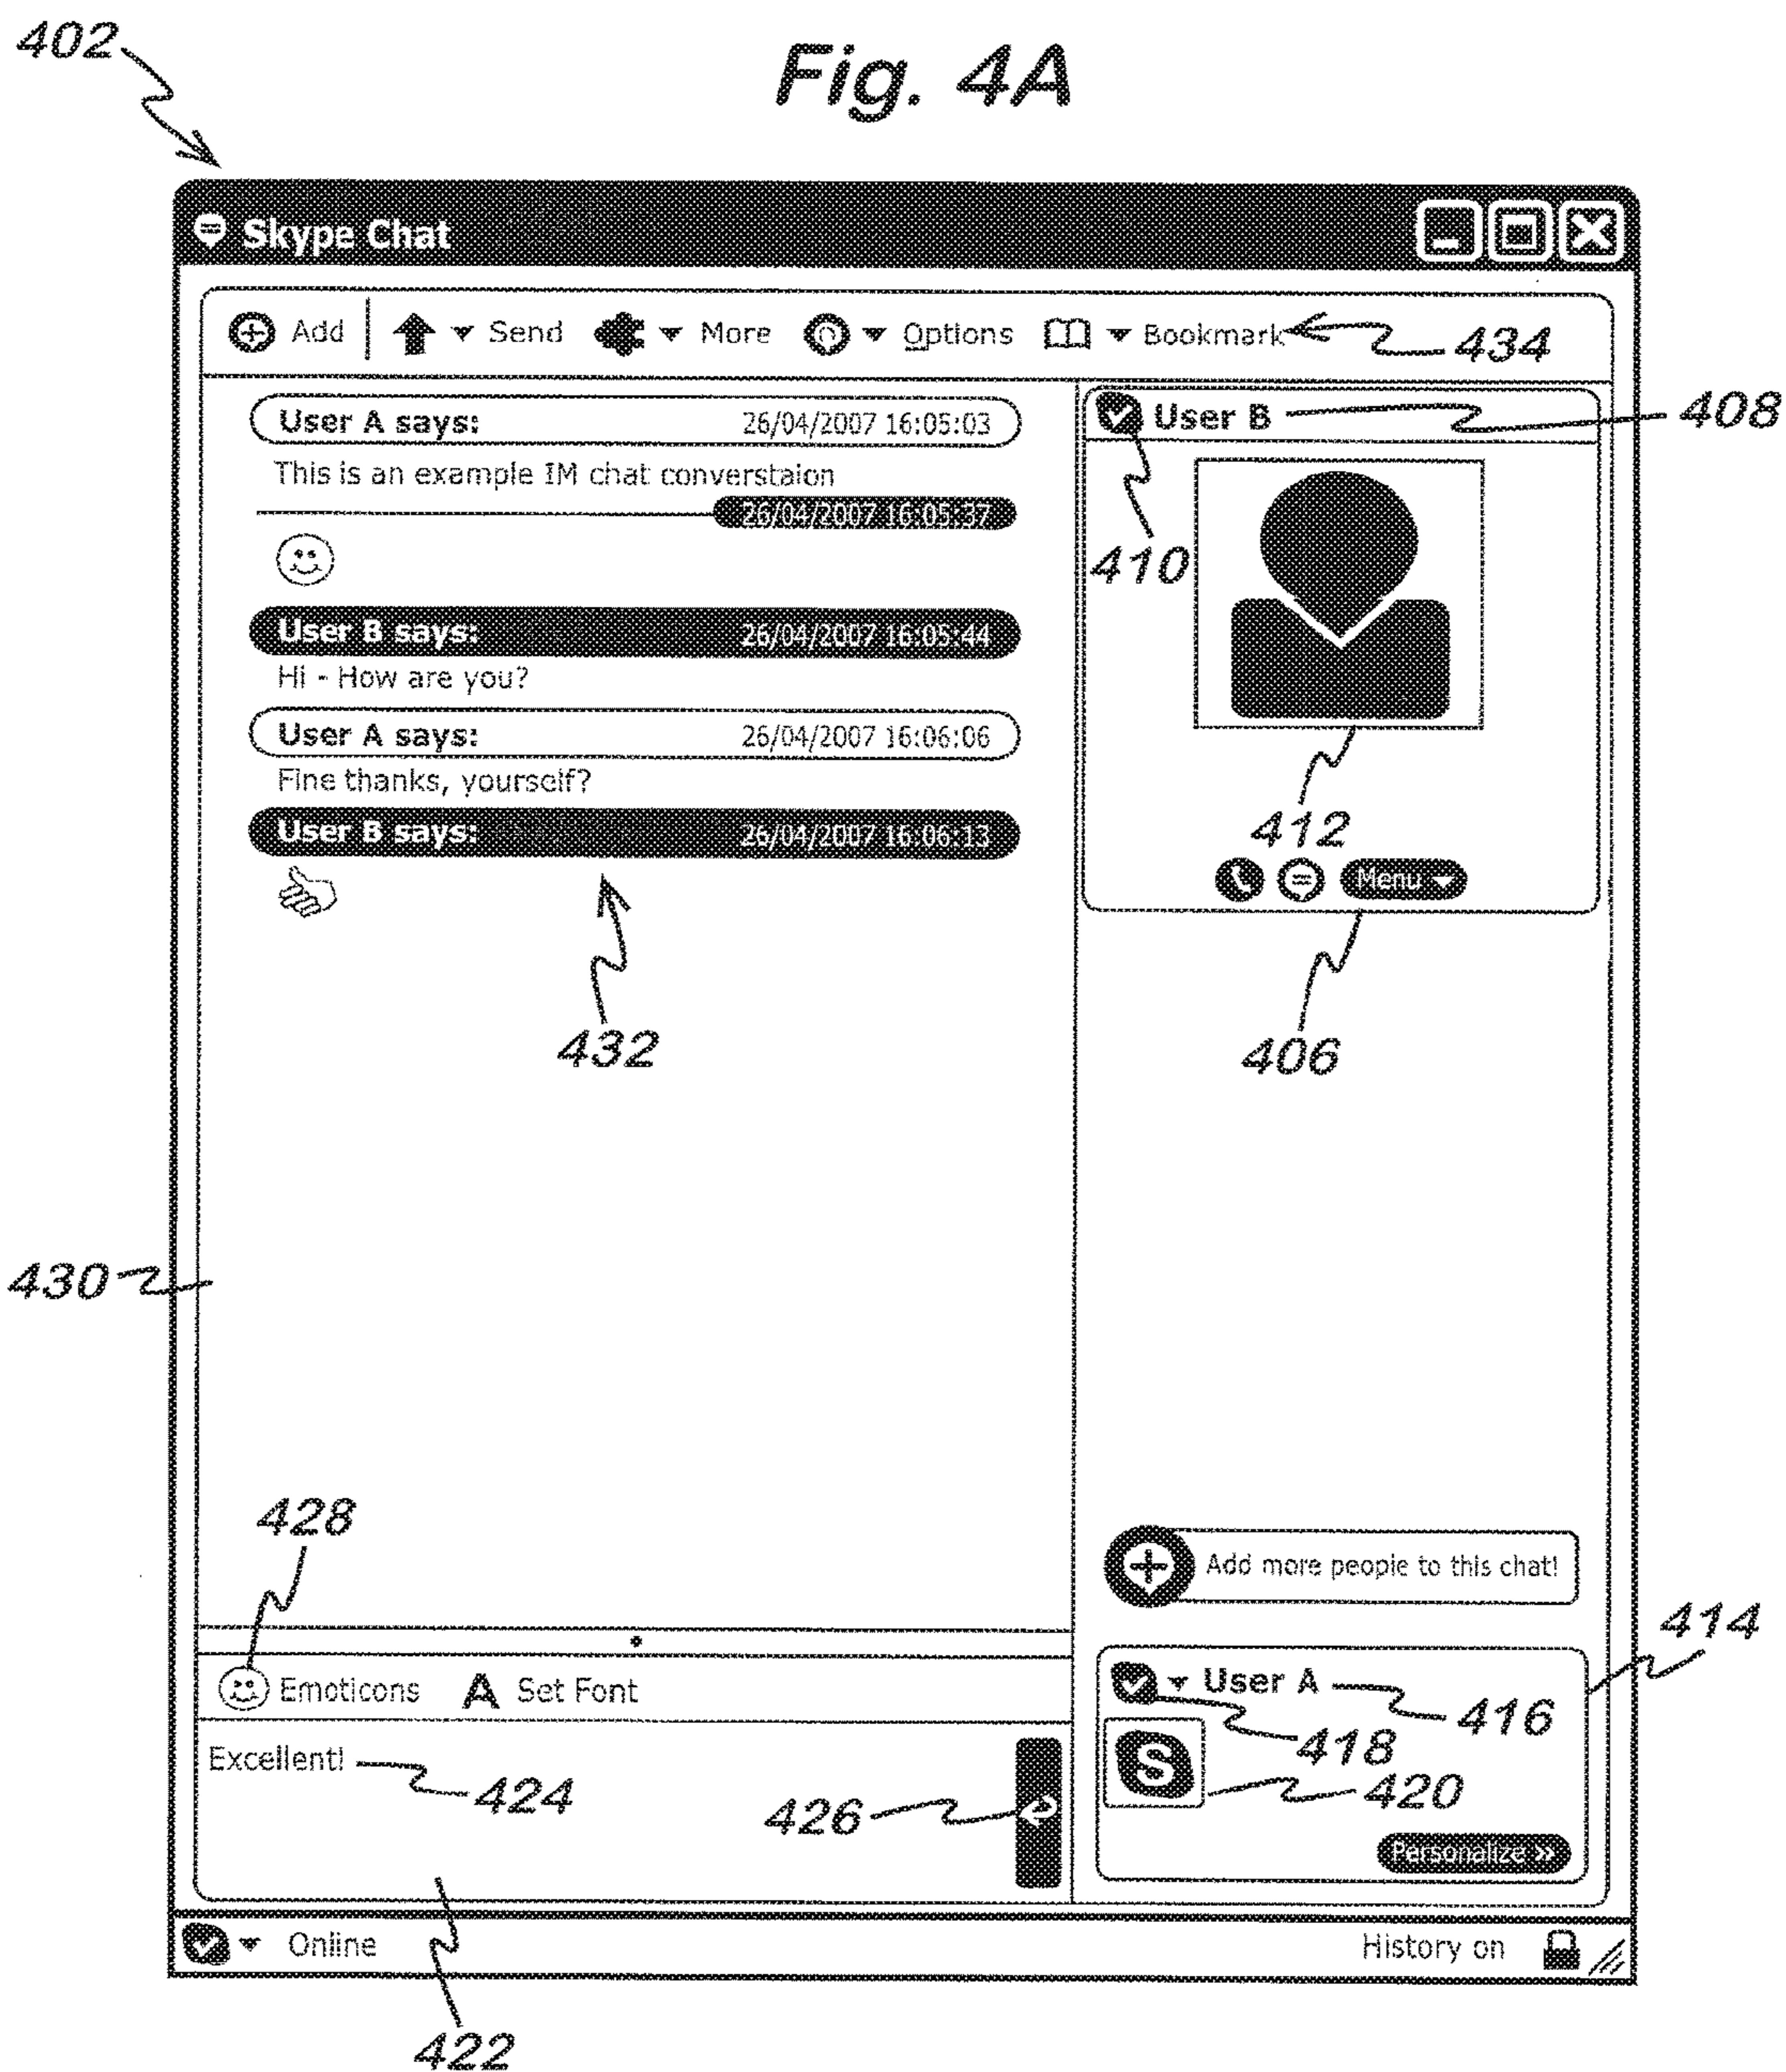 402
Fig. 4A
Skype Chat
Add Send More Options Bookmark
434
User A says: 26/04/2007 16:05:03
This is an example IM chat converstaion
26/04/2007 16:05:37
User B says: 26/04/2007 16:05:44
Hi - How are you?
User A says: 26/04/2007 16:06:06
Fine thanks, yourself?
User B says: 26/04/2007 16:06:13
432
User B
408
410
412
Menu
406
430
428
Add more people to this chat!
414
Emoticons A Set Font
Excellent!
424
426
User A
416
418
S
420
Personalize »
Online
History on
422